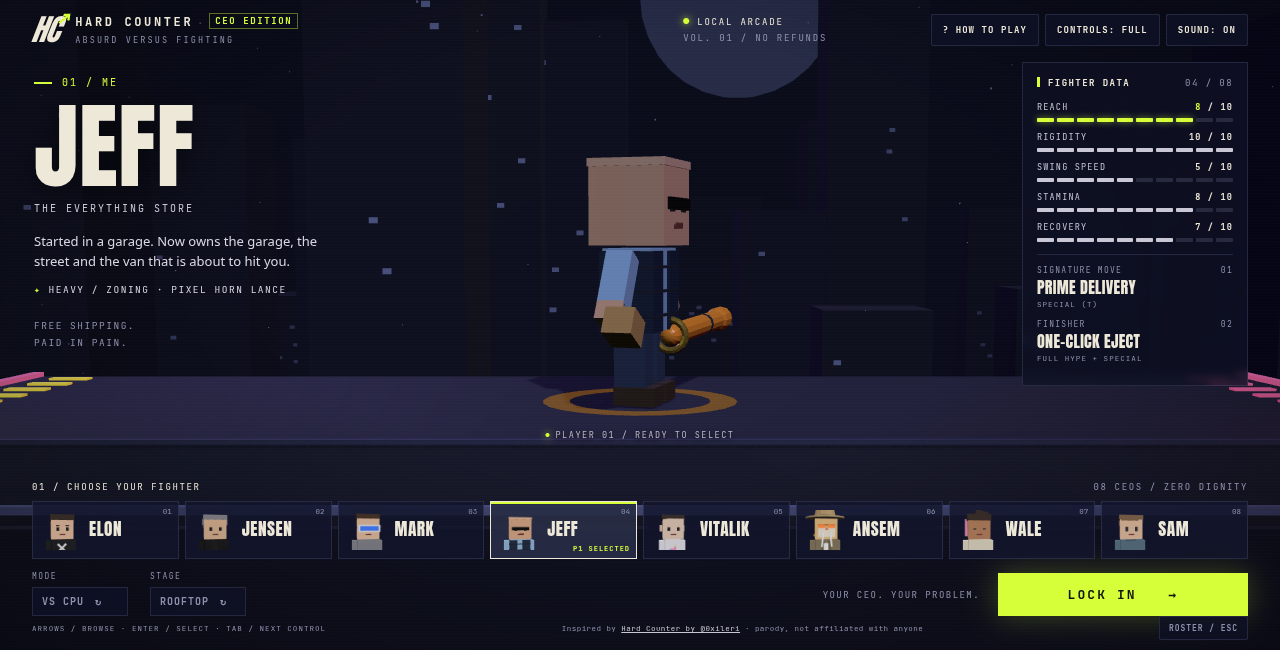 HC HARD COUNTER · CEO EDITION
ABSURD VERSUS FIGHTING
LOCAL ARCADE
VOL. 01 / NO REFUNDS
? HOW TO PLAY
CONTROLS: FULL
SOUND: ON
01 / ME
JEFF
THE EVERYTHING STORE
Started in a garage. Now owns the garage, the
street and the van that is about to hit you.
✦ HEAVY / ZONING · PIXEL HORN LANCE
FREE SHIPPING.
PAID IN PAIN.
FIGHTER DATA 04 / 08
REACH 8 / 10
RIGIDITY 10 / 10
SWING SPEED 5 / 10
STAMINA 8 / 10
RECOVERY 7 / 10
SIGNATURE MOVE 01
PRIME DELIVERY
SPECIAL (T)
FINISHER 02
ONE-CLICK EJECT
FULL HYPE + SPECIAL
PLAYER 01 / READY TO SELECT
01 / CHOOSE YOUR FIGHTER
08 CEOS / ZERO DIGNITY
ELON 01
JENSEN 02
MARK 03
JEFF 04
P1 SELECTED
VITALIK 05
ANSEM 06
WALE 07
SAM 08
MODE
VS CPU ↻
STAGE
ROOFTOP ↻
YOUR CEO. YOUR PROBLEM.
LOCK IN →
ARROWS / BROWSE · ENTER / SELECT · TAB / NEXT CONTROL
Inspired by Hard Counter by @0xileri · parody, not affiliated with anyone
ROSTER / ESC